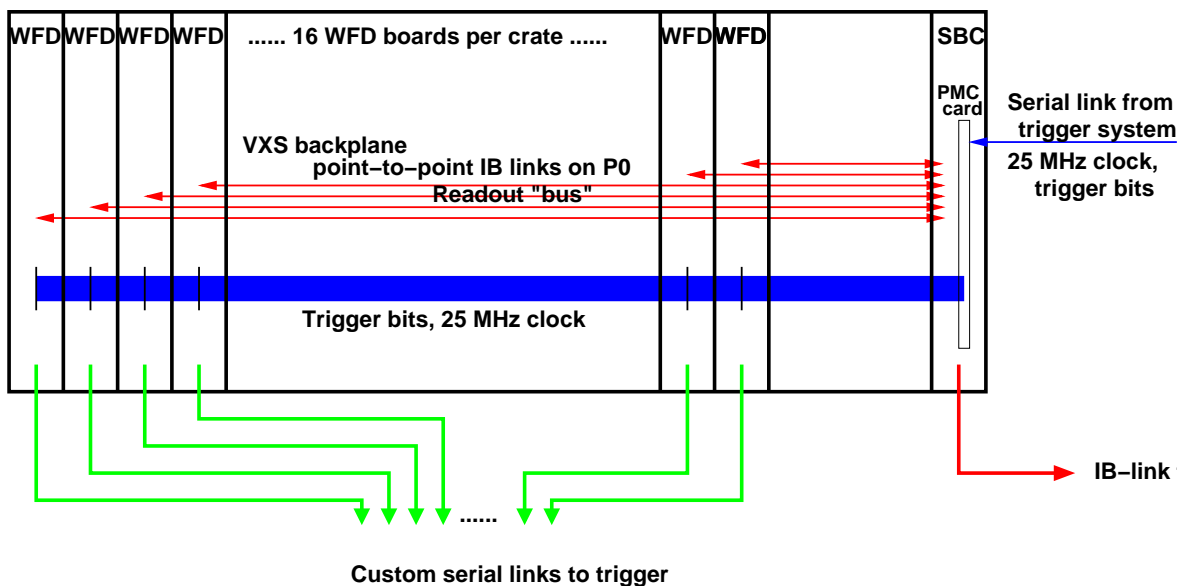 WFD WFD WFD WFD ...... 16 WFD boards per crate ...... WFD WFD SBC
PMC
card
Serial link from
trigger system
25 MHz clock,
trigger bits
VXS backplane
point−to−point IB links on P0
Readout "bus"
Trigger bits, 25 MHz clock
IB−link
......
Custom serial links to trigger